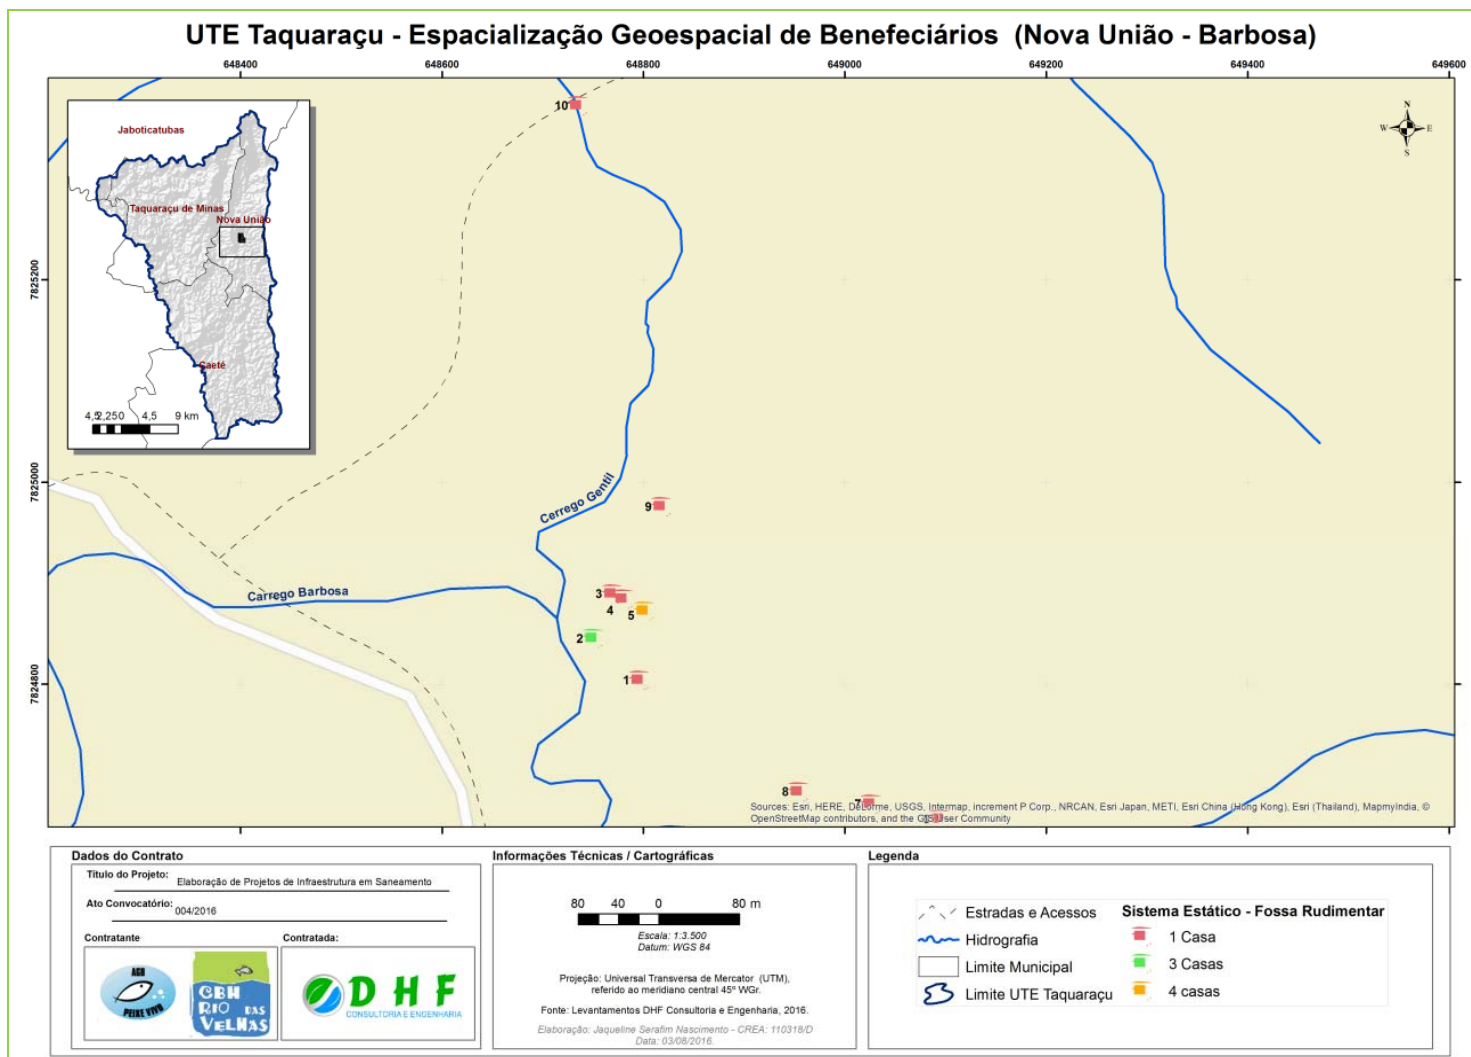 UTE Taquaraçu - Espacialização Geoespacial de Benefeciários (Nova União - Barbosa)
648400 648600 648800 649000 649200 649400 649600
7825200
7825000
7824800
Jaboticatubas
Taquaraçu de Minas
Nova União
Caeté
4,5 2,25 0 4,5 9 km
N
W E
S
10
Cerrego Gentil
9
Carrego Barbosa
3
4
5
2
1
8
7
Sources: Esri, HERE, DeLorme, USGS, Intermap, increment P Corp., NRCAN, Esri Japan, METI, Esri China (Hong Kong), Esri (Thailand), MapmyIndia, ©
OpenStreetMap contributors, and the GIS User Community
Dados do Contrato
Título do Projeto: Elaboração de Projetos de Infraestrutura em Saneamento
Ato Convocatório: 004/2016
Contratante
Contratada:
AGB
PEIXE VIVO
CBH
RIO DAS
VELHAS
DHF
CONSULTORIA E ENGENHARIA
Informações Técnicas / Cartográficas
80 40 0 80 m
Escala: 1:3.500
Datum: WGS 84
Projeção: Universal Transversa de Mercator (UTM),
referido ao meridiano central 45º WGr.
Fonte: Levantamentos DHF Consultoria e Engenharia, 2016.
Elaboração: Jaqueline Serafim Nascimento - CREA: 110318/D
Data: 03/08/2016.
Legenda
Estradas e Acessos
Hidrografia
Limite Municipal
Limite UTE Taquaraçu
Sistema Estático - Fossa Rudimentar
1 Casa
3 Casas
4 casas